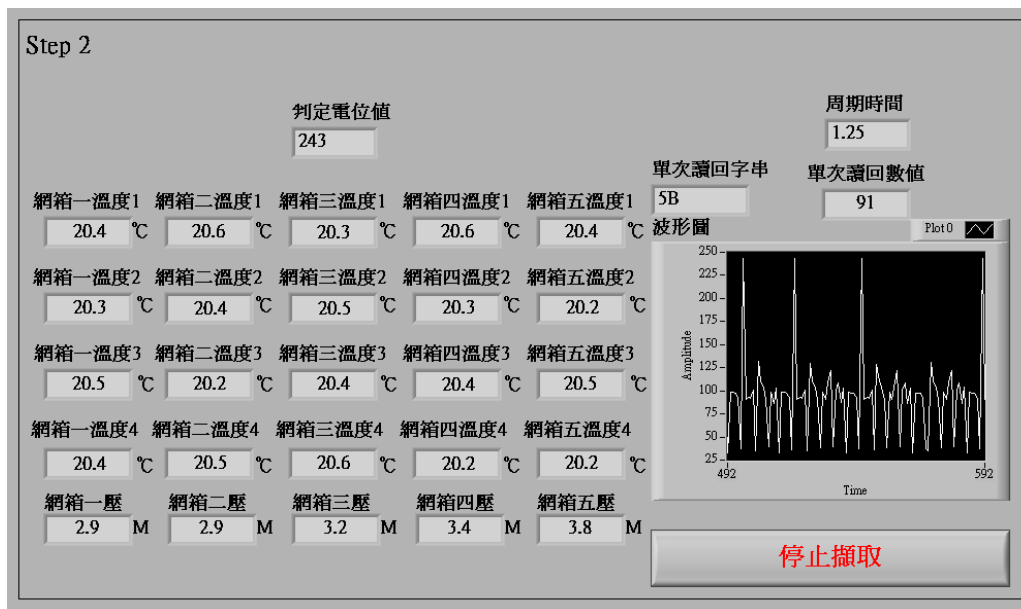 Step 2
判定電位値
243
周期時間
1.25
單次讀回字串
5B
單次讀回數值
91
網箱一溫度1 網箱二溫度1 網箱三溫度1 網箱四溫度1 網箱五溫度1
20.4 ℃ 20.6 ℃ 20.3 ℃ 20.6 ℃ 20.4 ℃
網箱一溫度2 網箱二溫度2 網箱三溫度2 網箱四溫度2 網箱五溫度2
20.3 ℃ 20.4 ℃ 20.5 ℃ 20.3 ℃ 20.2 ℃
網箱一溫度3 網箱二溫度3 網箱三溫度3 網箱四溫度3 網箱五溫度3
20.5 ℃ 20.2 ℃ 20.4 ℃ 20.4 ℃ 20.5 ℃
網箱一溫度4 網箱二溫度4 網箱三溫度4 網箱四溫度4 網箱五溫度4
20.4 ℃ 20.5 ℃ 20.6 ℃ 20.2 ℃ 20.2 ℃
網箱一壓 網箱二壓 網箱三壓 網箱四壓 網箱五壓
2.9 M 2.9 M 3.2 M 3.4 M 3.8 M
波形圖
Plot 0
250
225
200
175
150
125
100
75
50
25
Amplitude
492 592
Time
停止擷取